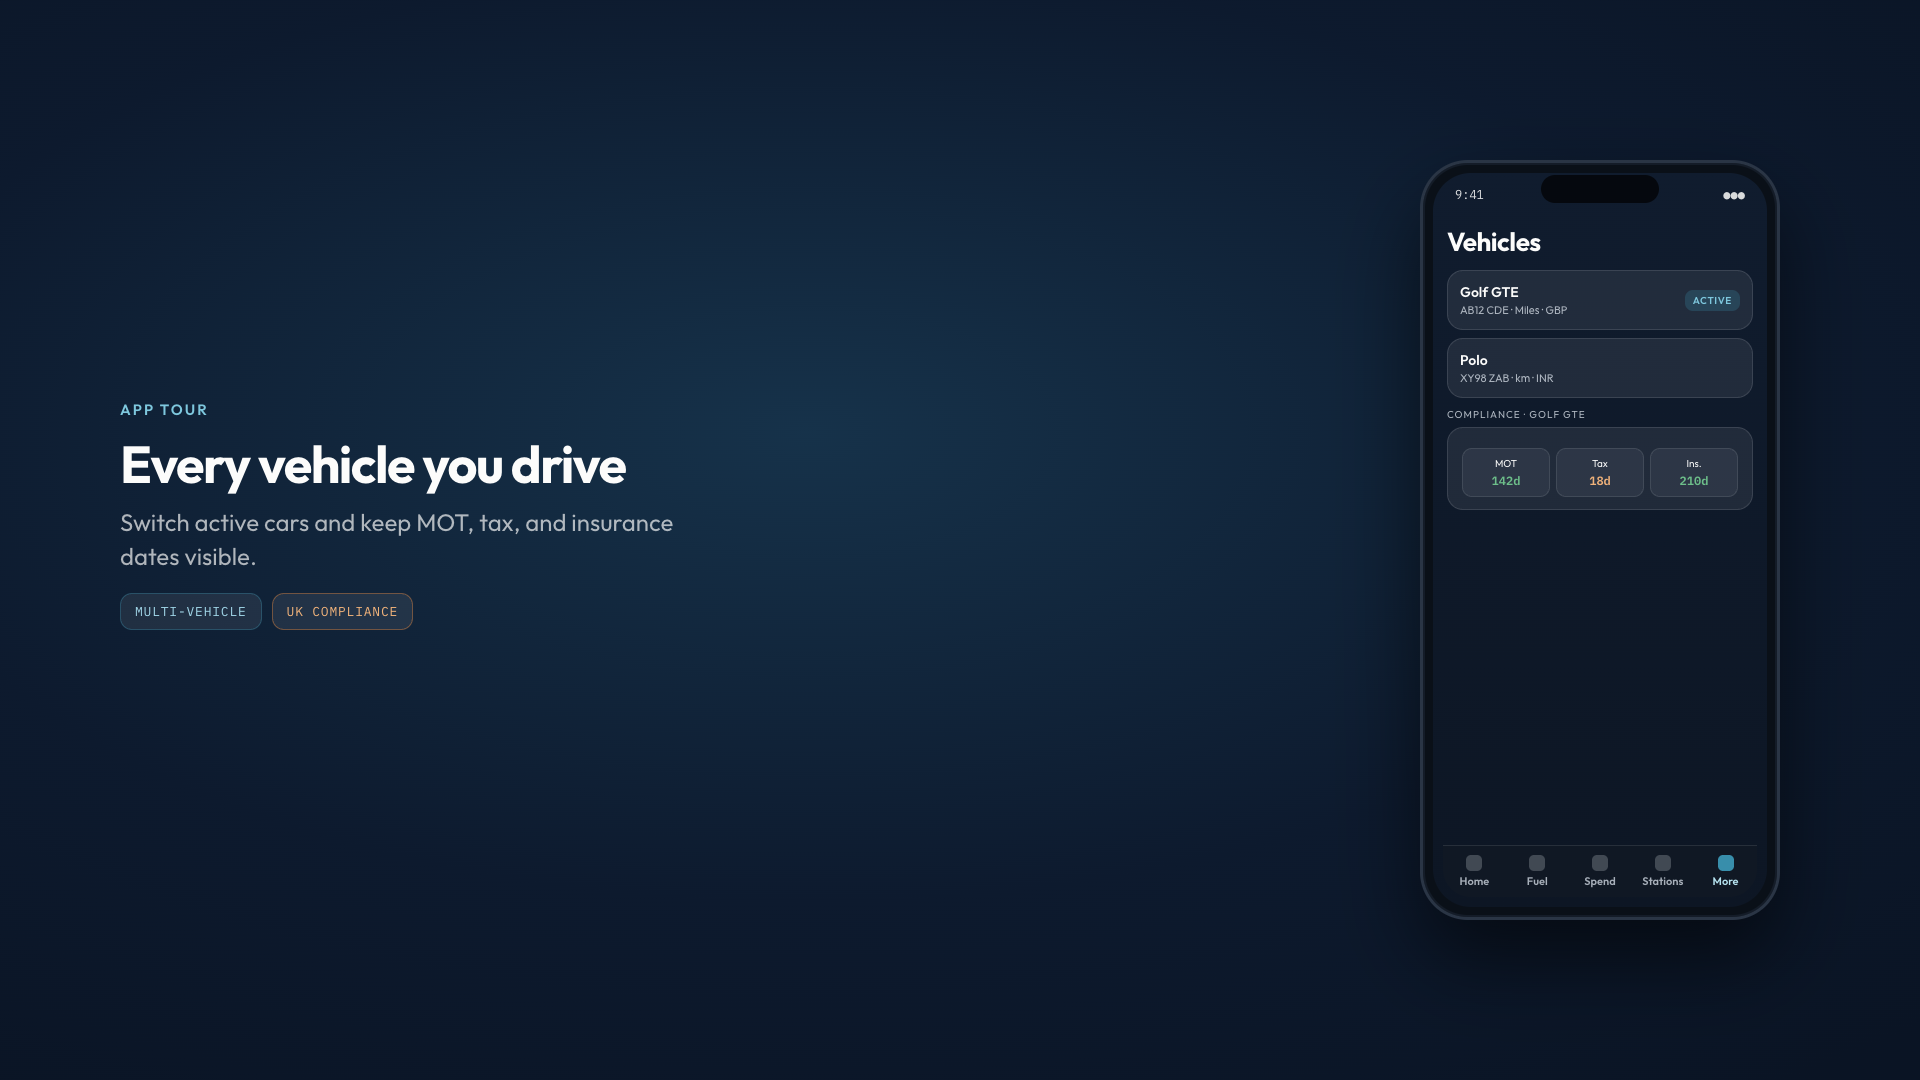 APP TOUR
Every vehicle you drive
Switch active cars and keep MOT, tax, and insurance
dates visible.
MULTI-VEHICLE
UK COMPLIANCE
9:41
Vehicles
Golf GTE
AB12 CDE · Miles · GBP
ACTIVE
Polo
XY98 ZAB · km · INR
COMPLIANCE · GOLF GTE
MOT
142d
Tax
18d
Ins.
210d
Home
Fuel
Spend
Stations
More